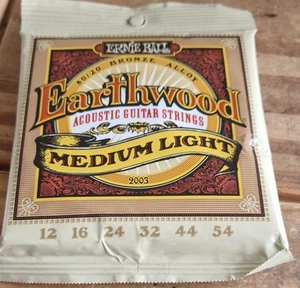 ERNIE BALL
80/20 BRONZE ALLOY
Earthwood
ACOUSTIC GUITAR STRINGS
MEDIUM LIGHT
2003
12 16 24 32 44 54